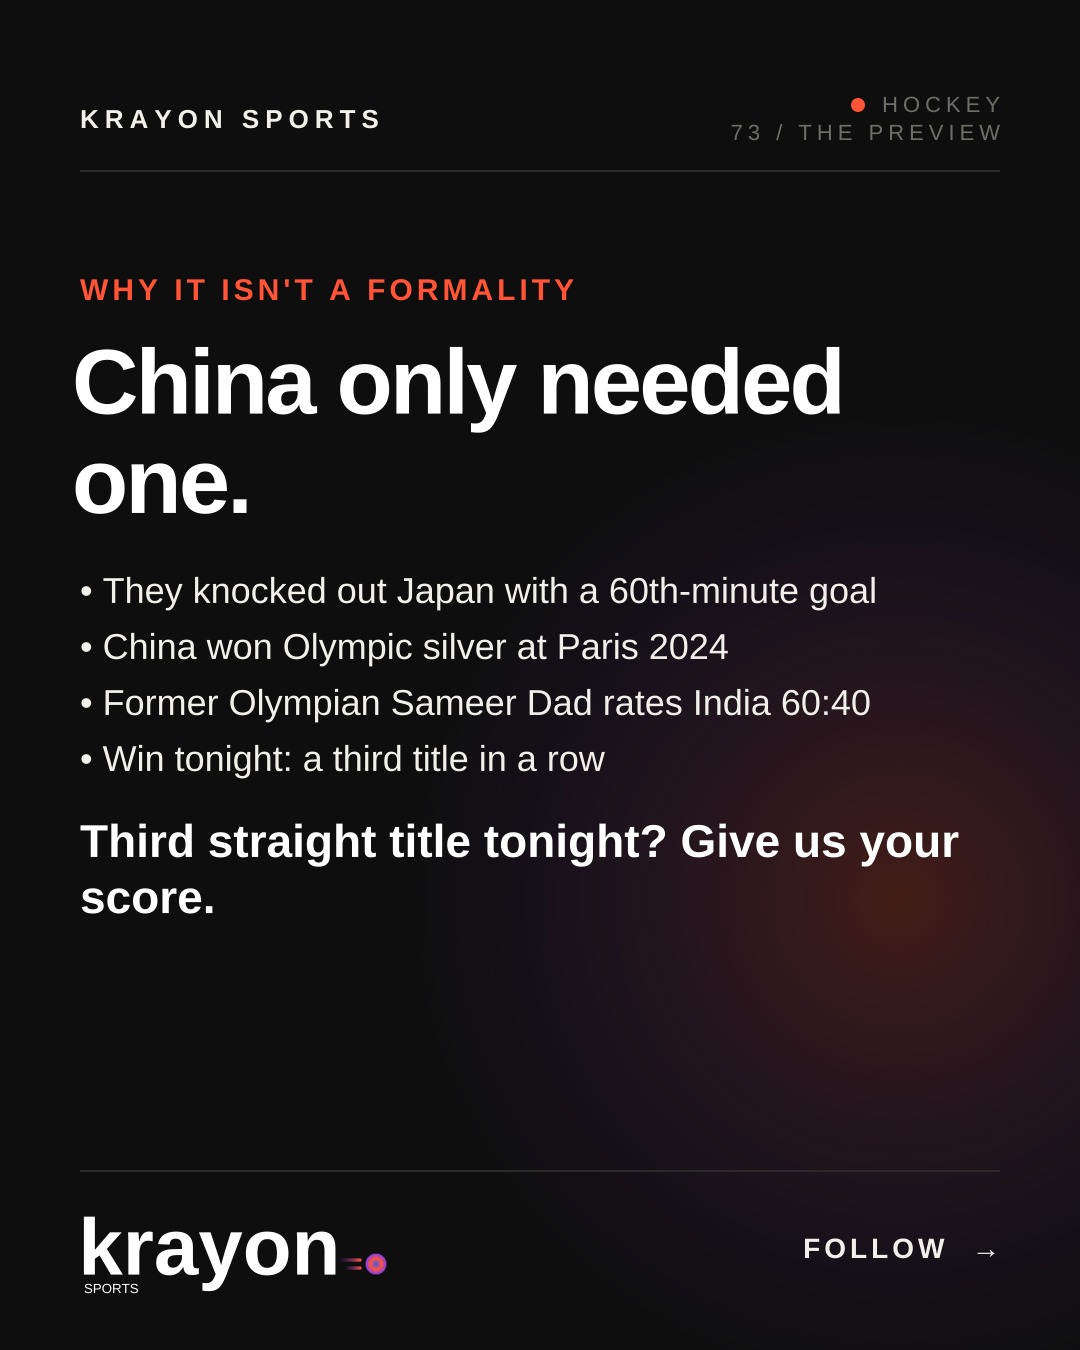 KRAYON SPORTS
● HOCKEY
73 / THE PREVIEW
WHY IT ISN'T A FORMALITY
China only needed
one.
• They knocked out Japan with a 60th-minute goal
• China won Olympic silver at Paris 2024
• Former Olympian Sameer Dad rates India 60:40
• Win tonight: a third title in a row
Third straight title tonight? Give us your
score.
krayon
SPORTS
FOLLOW →